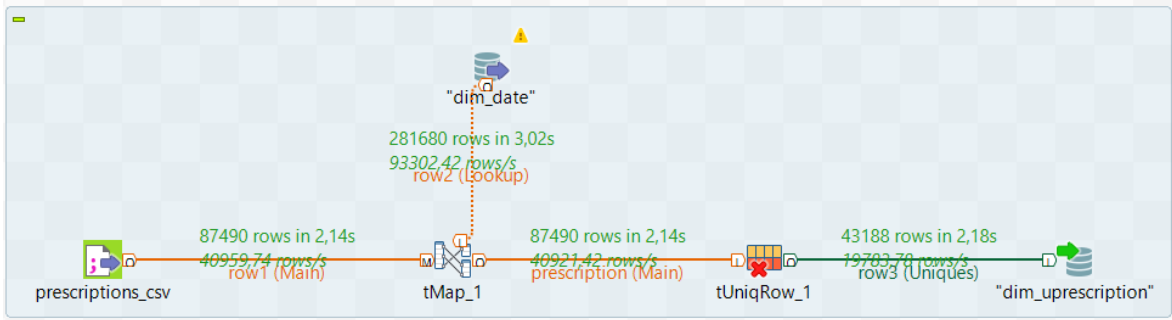 "dim_date"
281680 rows in 3,02s
93302,42 rows/s
row2 (Lookup)
87490 rows in 2,14s
40959,74 rows/s
row1 (Main)
87490 rows in 2,14s
40921,42 rows/s
prescription (Main)
43188 rows in 2,18s
19783,78 rows/s
row3 (Uniques)
prescriptions_csv
tMap_1
tUniqRow_1
"dim_uprescription"